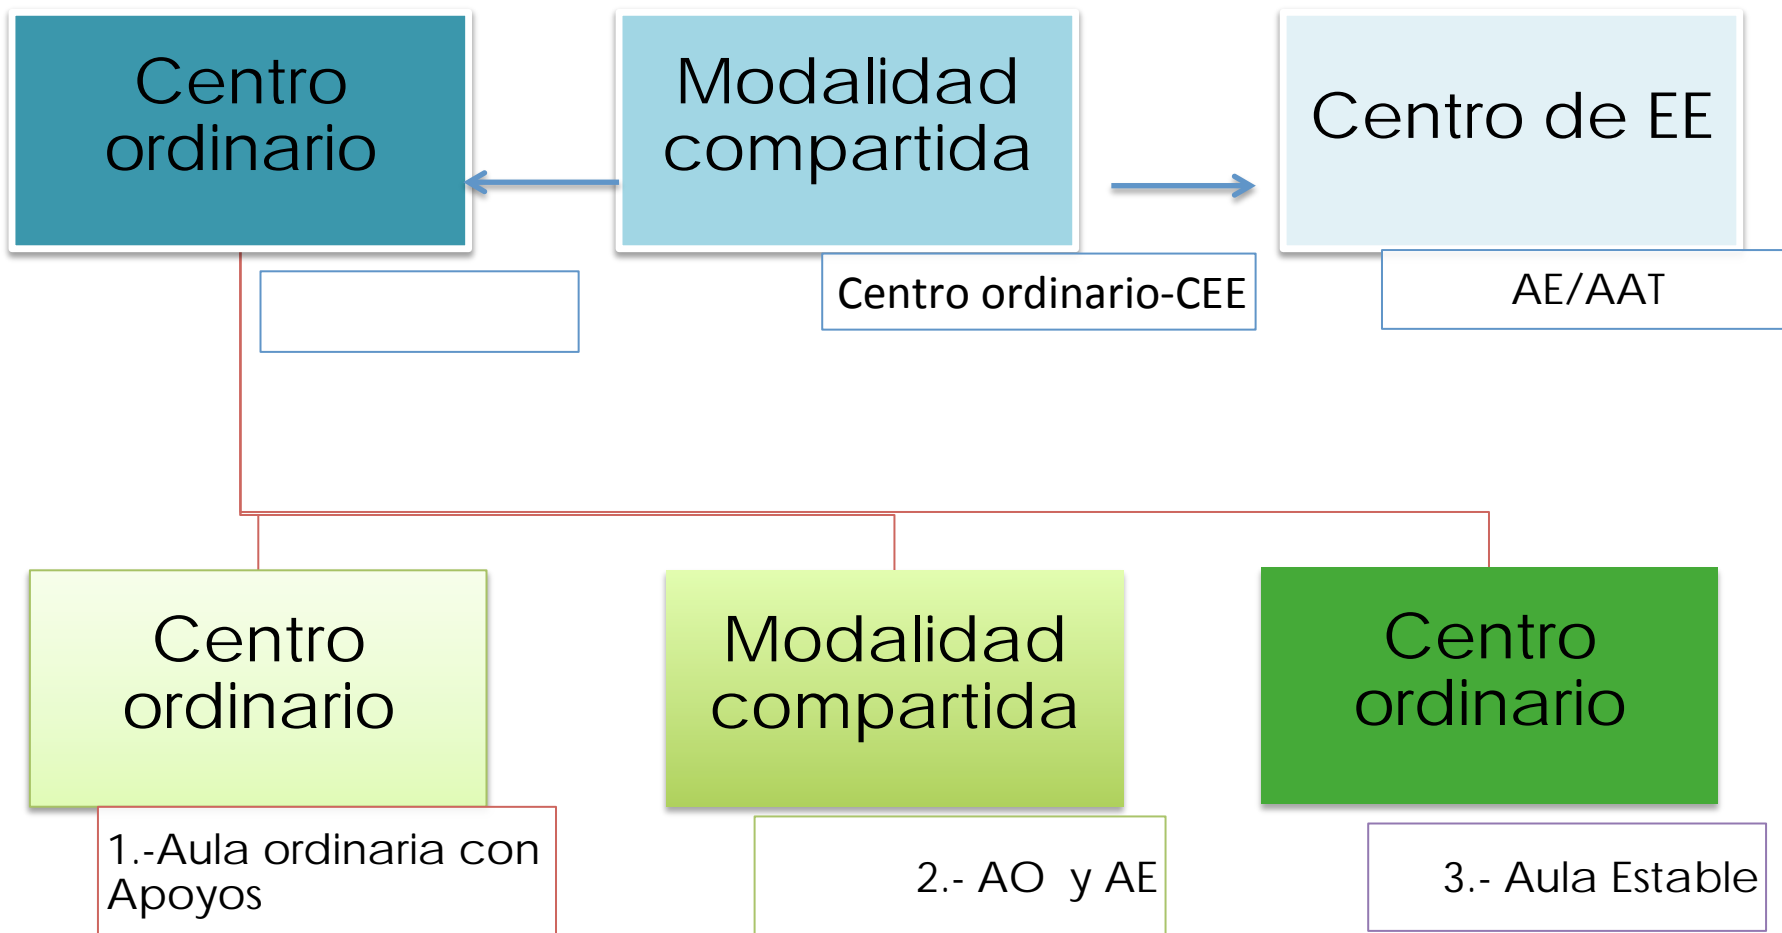 Centro
ordinario
Modalidad
compartida
Centro de EE
Centro ordinario-CEE
AE/AAT
Centro
ordinario
Modalidad
compartida
Centro
ordinario
1.-Aula ordinaria con
Apoyos
2.- AO y AE
3.- Aula Estable